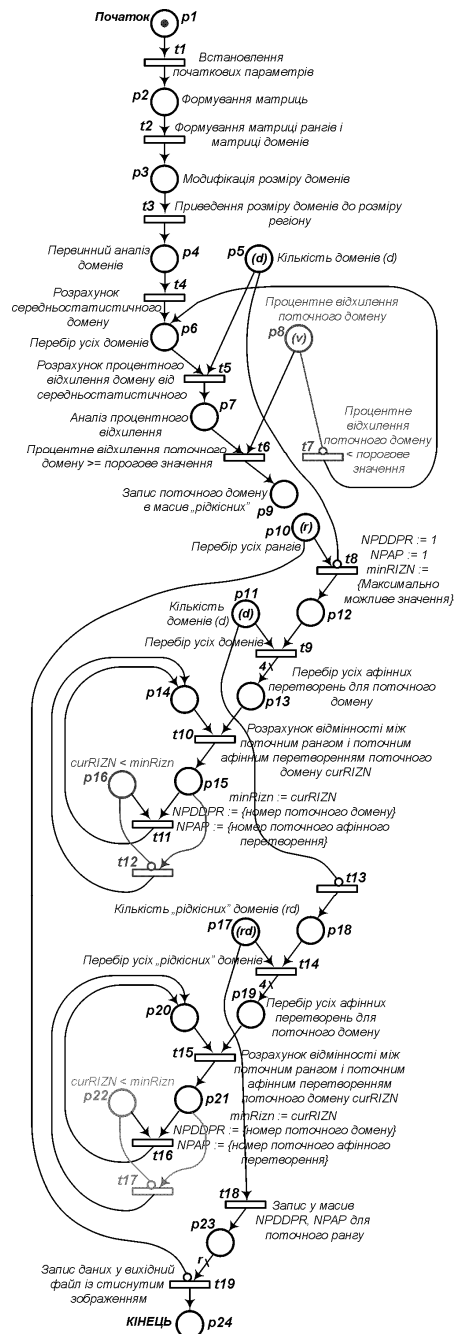 Початок
p1
t1
Встановлення
початкових параметрів
p2
Формування матриць
t2
Формування матриці рангів і
матриці доменів
p3
Модифікація розміру доменів
t3
Приведення розміру доменів до розміру
регіону
Первинний аналіз
доменів
p4
p5
(d)
Кількість доменів (d)
t4
Розрахунок
середньостатистичного
домену
p6
Перебір усіх доменів
Процентне відхилення
поточного домену
p8
(v)
t5
Розрахунок процентного
відхилення домену від
середньостатистичного
p7
Аналіз процентного
відхилення
t6
Процентне відхилення поточного
домену >= порогове значення
Процентне
відхилення
поточного домену
< порогове
значення
t7
Запис поточного домену
в масив „рідкісних”
p9
p10
(r)
Перебір усіх рангів
t8
NPDDPR := 1
NPAP := 1
minRIZN :=
{Максимально
можливе значення}
p11
(d)
Кількість
доменів (d)
p12
Перебір усіх доменів
t9
4
p13
Перебір усіх афінних
перетворень для поточного
домену
p14
t10
Розрахунок відмінності між
поточним рангом і поточним
афінним перетворенням поточного
домену curRIZN
curRIZN < minRizn
p16
p15
t11
minRizn := curRIZN
NPDDPR := {номер поточного домену}
NPAP := {номер поточного афінного
перетворення}
t12
t13
Кількість „рідкісних” доменів (rd)
p17
(rd)
p18
Перебір усіх „рідкісних” доменів
t14
4
p19
Перебір усіх афінних
перетворень для
поточного домену
p20
t15
Розрахунок відмінності між
поточним рангом і поточним
афінним перетворенням
поточного домену curRIZN
curRIZN < minRizn
p22
p21
t16
minRizn := curRIZN
NPDDPR := {номер поточного домену}
NPAP := {номер поточного афінного
перетворення}
t17
t18
Запис у масив
NPDDPR, NPAP для
поточного рангу
p23
r
Запис даних у вихідний
файл із стиснутим
зображенням
t19
КІНЕЦЬ
p24